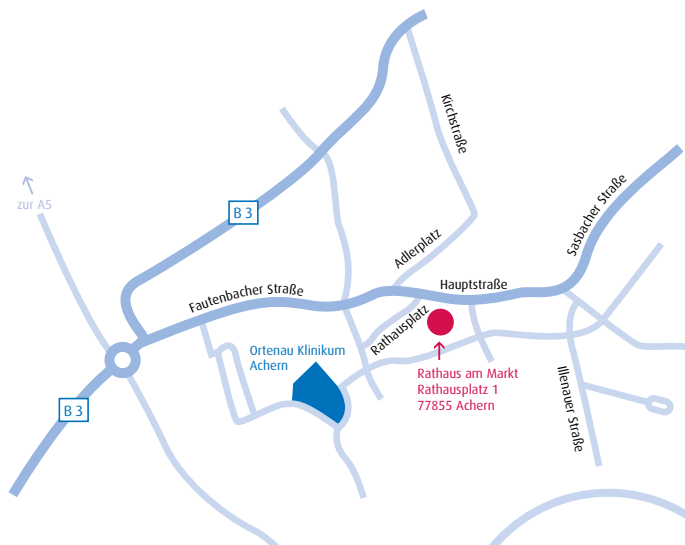 Kirchstraße
zur A5
B 3
Sasbacher Straße
Adlerplatz
Fautenbacher Straße
Hauptstraße
Rathausplatz
Ortenau Klinikum
Achern
Rathaus am Markt
Rathausplatz 1
77855 Achern
Illenauer Straße
B 3